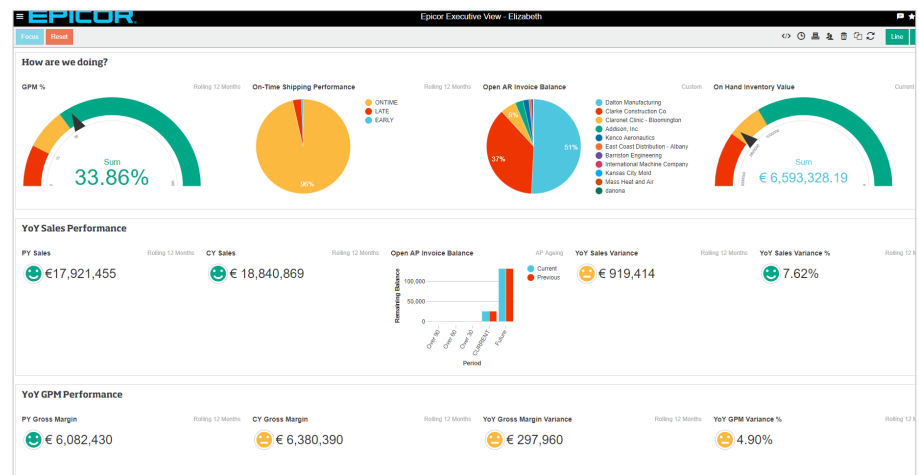 EPICOR
Epicor Executive View - Elizabeth
Focus Reset
Line
How are we doing?
GPM % Rolling 12 Months
Sum
33.86%
On-Time Shipping Performance Rolling 12 Months
ONTIME
LATE
EARLY
96%
Open AR Invoice Balance Custom
51%
37%
Dalton Manufacturing
Clarke Construction Co
Claronet Clinic - Bloomington
Addison, Inc
Kenco Aeronautics
East Coast Distribution - Albany
Barriston Engineering
International Machine Company
Kansas City Mold
Mass Heat and Air
danona
On Hand Inventory Value Current
Sum
€ 6,593,328.19
YoY Sales Performance
PY Sales Rolling 12 Months
€17,921,455
CY Sales Rolling 12 Months
€ 18,840,869
Open AP Invoice Balance AP Ageing
Remaining Balance
100,000
50,000
0
Over 90
Over 60
Over 30
CURRENT
Future
Period
Current
Previous
YoY Sales Variance Rolling 12 Months
€ 919,414
YoY Sales Variance % Rolling 12
7.62%
YoY GPM Performance
PY Gross Margin Rolling 12 Months
€ 6,082,430
CY Gross Margin Rolling 12 Months
€ 6,380,390
YoY Gross Margin Variance Rolling 12 Months
€ 297,960
YoY GPM Variance % Rolling 12
4.90%